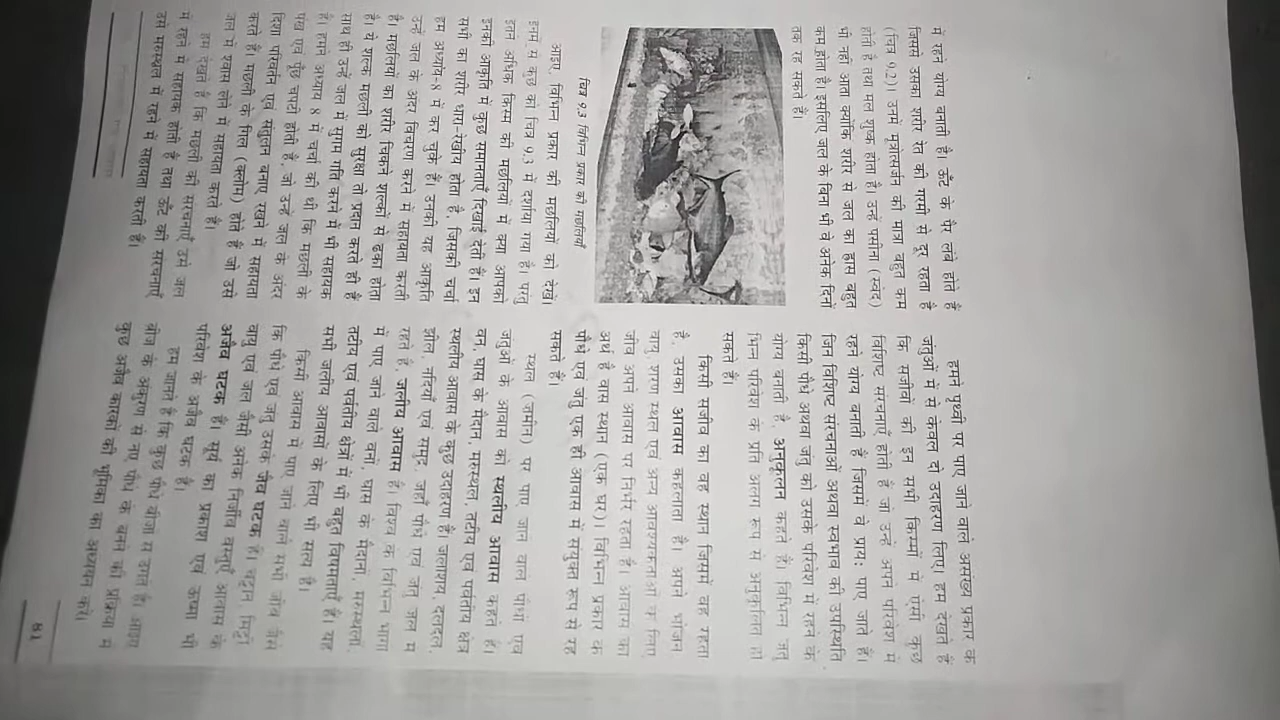 में रहने योग्य बनाती है। ऊँट के पैर लंबे होते हैं
जिससे उसका शरीर रेत की गरमी से दूर रहता है
(चित्र 9.2)। उनमें मूत्रोत्सर्जन की मात्रा बहुत कम
होती है तथा मल शुष्क होता है। उन्हें पसीना (स्वेद)
भी नहीं आता क्योंकि शरीर से जल का ह्रास बहुत
कम होता है। इसलिए जल के बिना भी वे अनेक दिनों
तक रह सकते हैं।
चित्र 9.3 विभिन्न प्रकार की मछलियाँ
आइए, विभिन्न प्रकार की मछलियों को देखें।
इनमें से कुछ को चित्र 9.3 में दर्शाया गया है। परंतु
इतने अधिक किस्म की मछलियों में क्या आपको
इनकी आकृति में कुछ समानताएँ दिखाई देती हैं। इन
सभी का शरीर धारा-रेखीय होता है, जिसकी चर्चा
हम अध्याय-8 में कर चुके हैं। उनकी यह आकृति
उन्हें जल के अंदर विचरण करने में सहायता करती
है। मछलियों का शरीर चिकने शल्कों से ढका होता
है। ये शल्क मछली को सुरक्षा तो प्रदान करते ही हैं
साथ ही उन्हें जल में सुगम गति करने में भी सहायक
हैं। हमने अध्याय 8 में चर्चा की थी कि मछली के
पख एवं पूँछ चपटी होती है, जो उन्हें जल के अंदर
दिशा परिवर्तन एवं संतुलन बनाए रखने में सहायता
करते हैं। मछली के गिल (क्लोम) होते हैं जो उसे
जल में श्वास लेने में सहायता करते हैं।
हम देखते हैं कि मछली की संरचनाएँ उसे जल
में रहने में सहायक होती हैं तथा ऊँट की संरचनाएँ
उसे मरुस्थल में रहने में सहायता करती हैं।
हमने पृथ्वी पर पाए जाने वाले असंख्य प्रकार के
जंतुओं में से केवल दो उदाहरण लिए। हम देखते हैं
कि सजीवों की इन सभी किस्मों में ऐसी कुछ
विशिष्ट संरचनाएँ होती हैं जो उन्हें अपने परिवेश में
रहने योग्य बनाती हैं जिसमें वे प्रायः पाए जाते हैं।
जिन विशिष्ट संरचनाओं अथवा स्वभाव की उपस्थिति
किसी पौधे अथवा जंतु को उसके परिवेश में रहने के
योग्य बनाती है, अनुकूलन कहते हैं। विभिन्न जंतु
भिन्न परिवेश के प्रति अलग रूप से अनुकूलित हो
सकते हैं।
किसी सजीव का वह स्थान जिसमें वह रहता
है, उसका आवास कहलाता है। अपने भोजन
वायु, शरण स्थल एवं अन्य आवश्यकताओं के लिए
जीव अपने आवास पर निर्भर रहता है। आवास का
अर्थ है वास स्थान (एक घर)। विभिन्न प्रकार के
पौधे एवं जंतु एक ही आवास में संयुक्त रूप से रह
सकते हैं।
स्थल (जमीन) पर पाए जाने वाले पौधों एवं
जंतुओं के आवास को स्थलीय आवास कहते हैं।
वन, घास के मैदान, मरुस्थल, तटीय एवं पर्वतीय क्षेत्र
स्थलीय आवास के कुछ उदाहरण हैं। जलाशय, दलदल,
झील, नदियाँ एवं समुद्र, जहाँ पौधे एवं जंतु जल में
रहते हैं, जलीय आवास हैं। विश्व के विभिन्न भागों
में पाए जाने वाले वनों, घास के मैदानों, मरुस्थलों,
तटीय एवं पर्वतीय क्षेत्रों में भी बहुत विषमताएँ हैं। यह
सभी जलीय आवासों के लिए भी सत्य है।
किसी आवास में पाए जाने वाले सभी जीव जैसे
कि पौधे एवं जंतु उसके जैव घटक हैं। चट्टान, मिट्टी
वायु एवं जल जैसी अनेक निर्जीव वस्तुएँ आवास के
अजैव घटक हैं। सूर्य का प्रकाश एवं ऊष्मा भी
परिवेश के अजैव घटक हैं।
हम जानते हैं कि कुछ पौधे बीजों से उगते हैं। आइए
बीज के अंकुरण से नए पौधे के बनने की प्रक्रिया में
कुछ अजैव कारकों की भूमिका का अध्ययन करें।
81